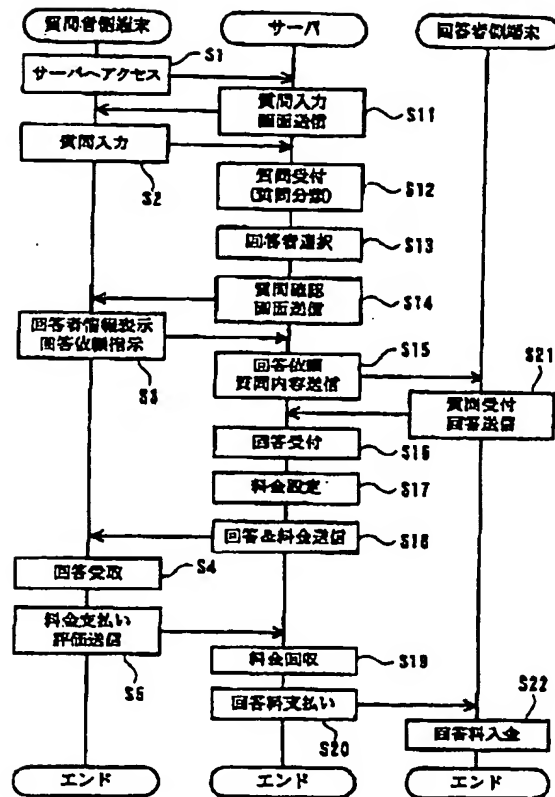 質問者側端末
サーバ
回答者側端末
サーバへアクセス
S1
質問入力
画面送信
S11
質問入力
S2
質問受付
(質問分類)
S12
回答者選択
S13
質問確認
画面送信
S14
回答者情報表示
回答依頼指示
S3
回答依頼
質問内容送信
S15
S21
質問受付
回答送信
回答受付
S16
料金設定
S17
回答&料金送信
S18
回答受取
S4
料金支払い
評価送信
S5
料金回収
S19
回答料支払い
S20
S22
回答料入金
エンド
エンド
エンド